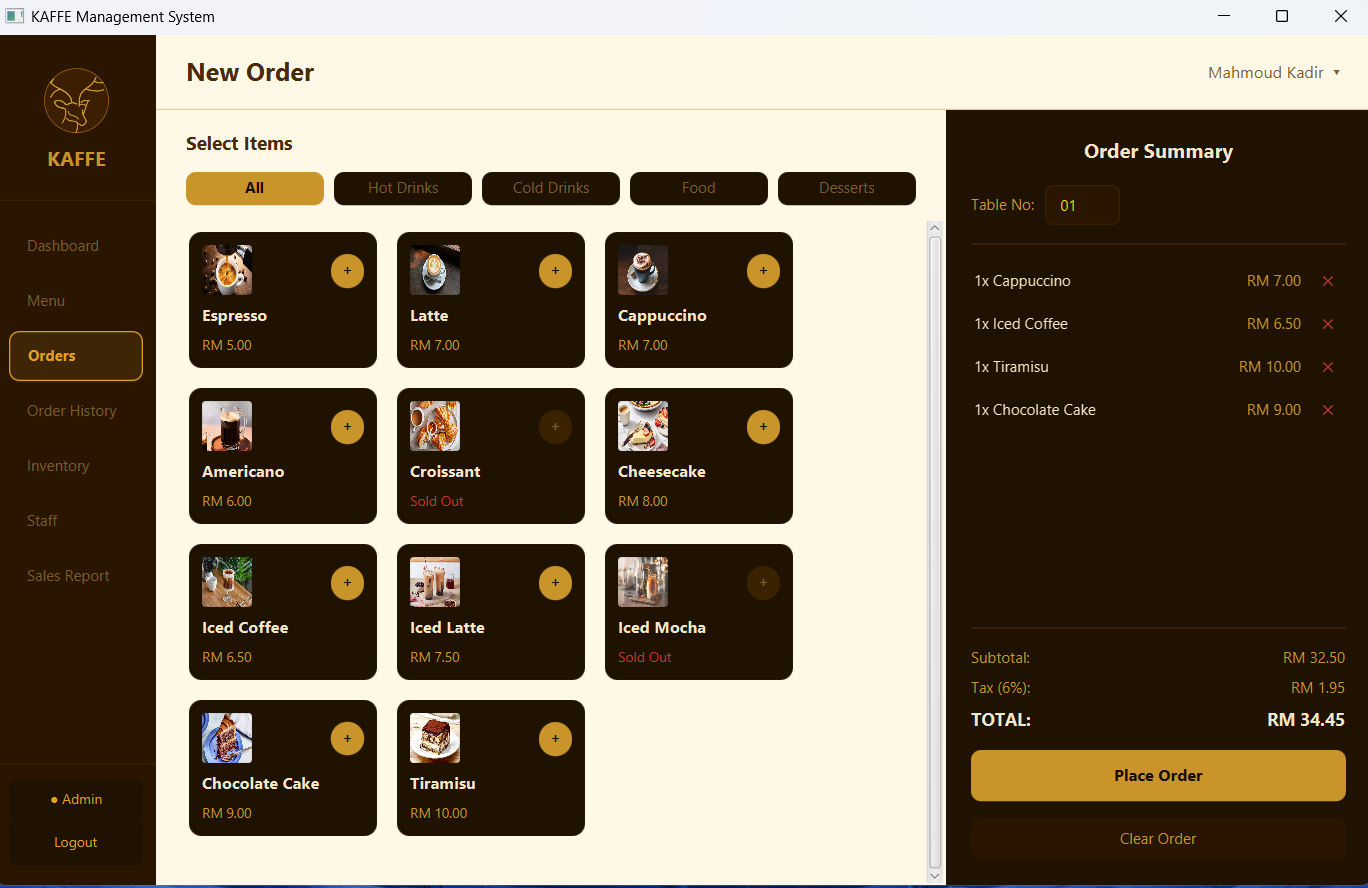 KAFFE Management System
KAFFE
Dashboard
Menu
Orders
Order History
Inventory
Staff
Sales Report
● Admin
Logout
New Order
Mahmoud Kadir ▾
Select Items
All Hot Drinks Cold Drinks Food Desserts
+ + +
Espresso Latte Cappuccino
RM 5.00 RM 7.00 RM 7.00
+ + +
Americano Croissant Cheesecake
RM 6.00 Sold Out RM 8.00
+ + +
Iced Coffee Iced Latte Iced Mocha
RM 6.50 RM 7.50 Sold Out
+ +
Chocolate Cake Tiramisu
RM 9.00 RM 10.00
Order Summary
Table No: 01
1x Cappuccino RM 7.00 ✕
1x Iced Coffee RM 6.50 ✕
1x Tiramisu RM 10.00 ✕
1x Chocolate Cake RM 9.00 ✕
Subtotal: RM 32.50
Tax (6%): RM 1.95
TOTAL: RM 34.45
Place Order
Clear Order